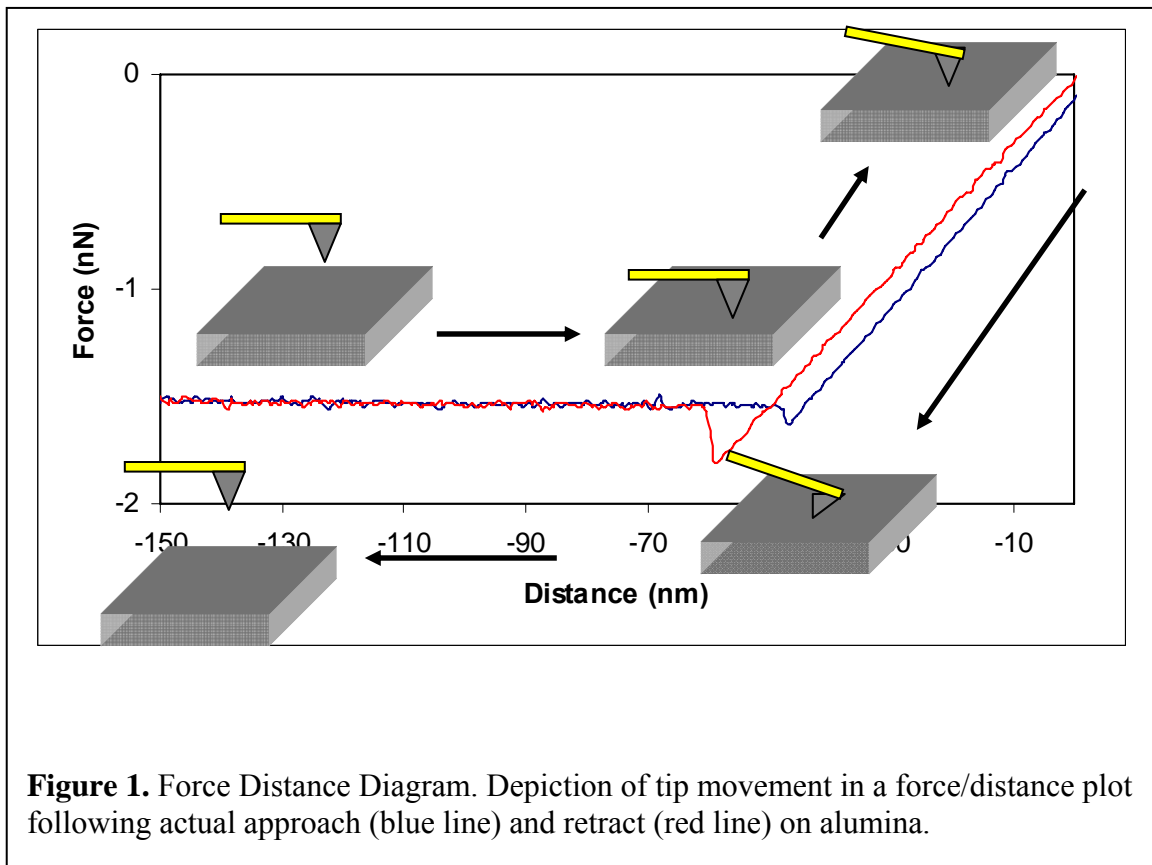 0
-1
-2
Force (nN)
-150 -130 -110 -90 -70 -10
Distance (nm)
Figure 1. Force Distance Diagram. Depiction of tip movement in a force/distance plot
following actual approach (blue line) and retract (red line) on alumina.